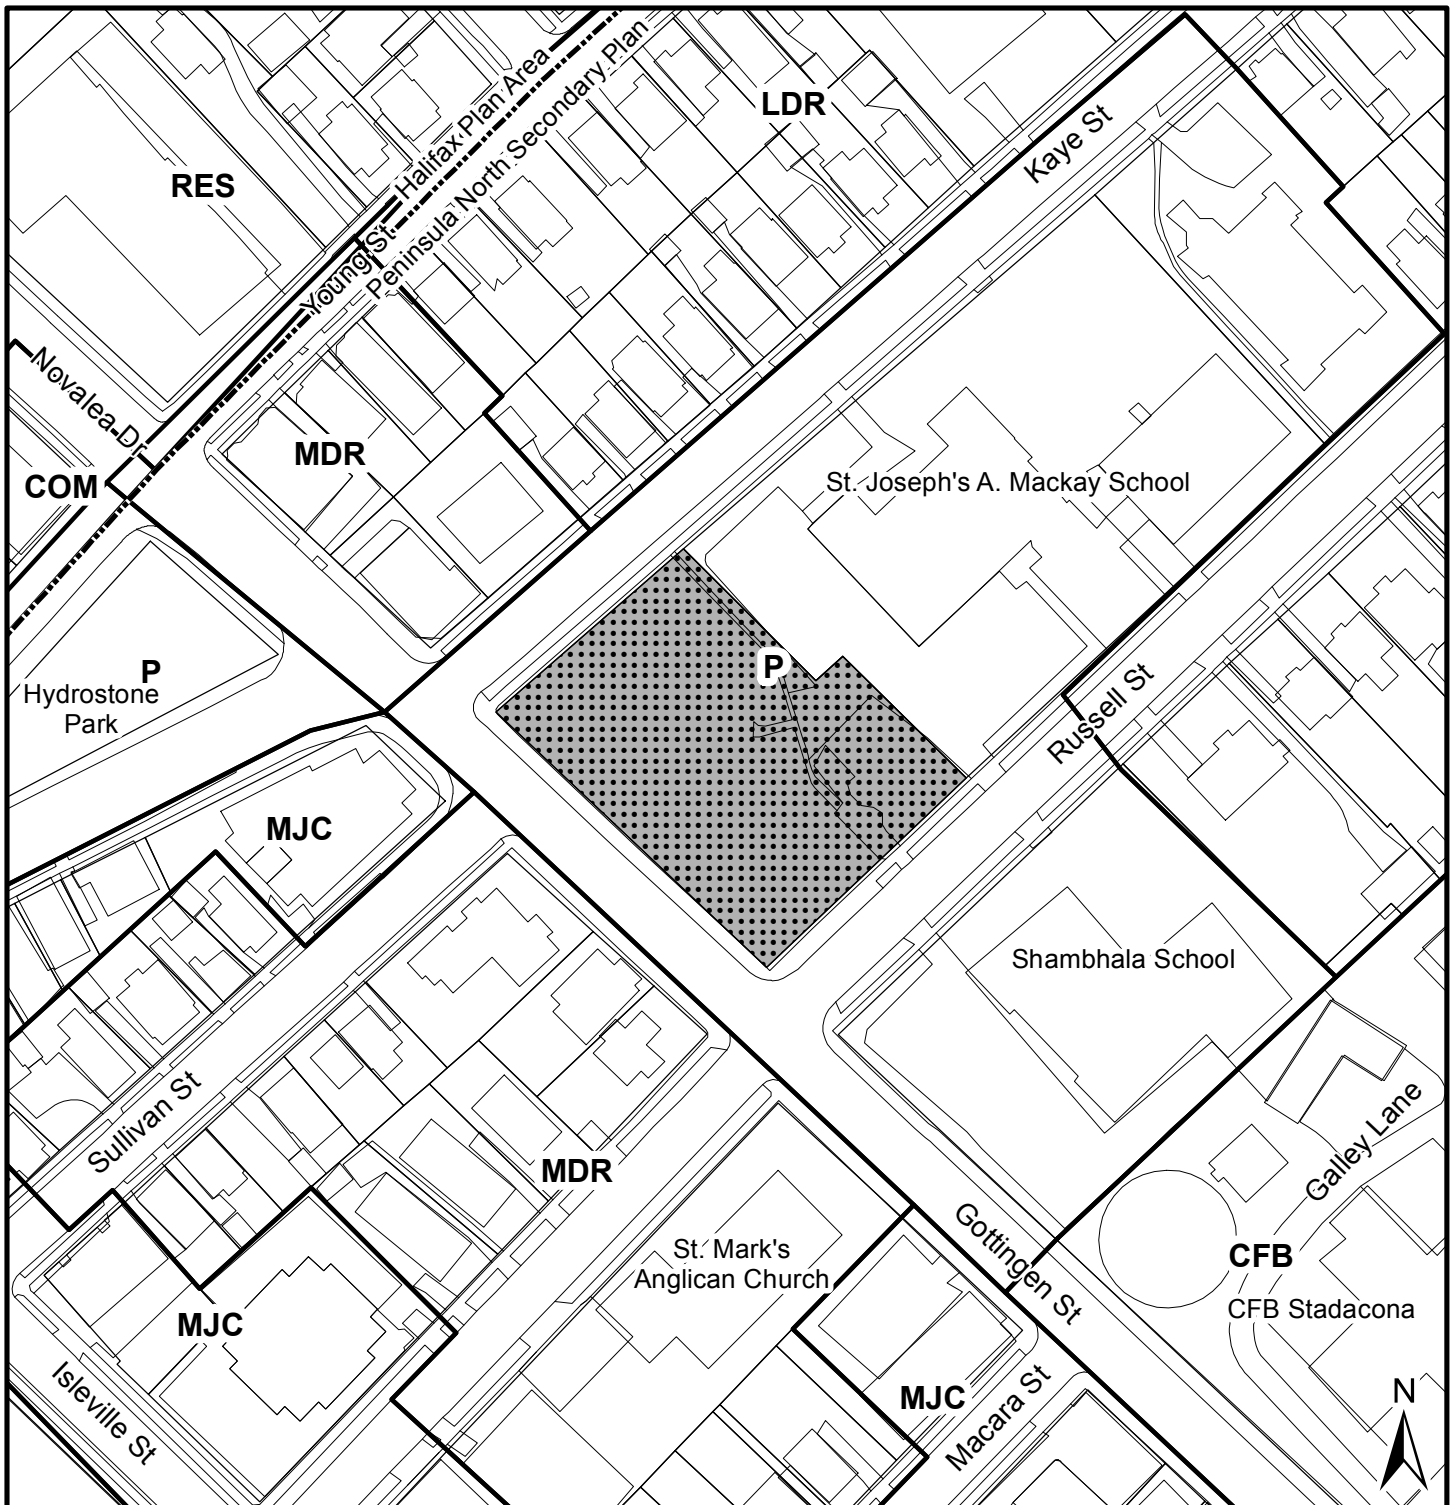 Halifax Plan Area
Peninsula North Secondary Plan
LDR
Kaye St
RES
Young St
Novalea Dr
MDR
COM
St. Joseph's A. Mackay School
P
Hydrostone
Park
P
Russell St
MJC
Shambhala School
Sullivan St
MDR
Galley Lane
St. Mark's
Anglican Church
Gottingen St
CFB
CFB Stadacona
MJC
Isleville St
MJC
Macara St
N